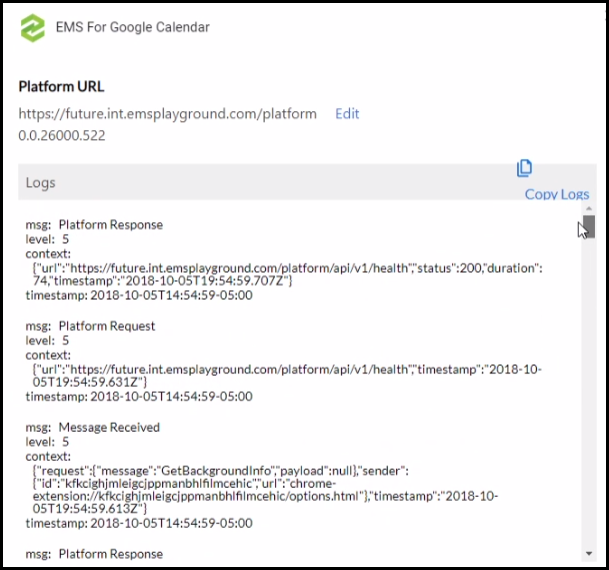 EMS For Google Calendar
Platform URL
https://future.int.emsplayground.com/platform Edit
0.0.26000.522
Logs
Copy Logs
msg: Platform Response
level: 5
context:
{"url":"https://future.int.emsplayground.com/platform/api/v1/health","status":200,"duration":
74,"timestamp":"2018-10-05T19:54:59.707Z"}
timestamp: 2018-10-05T14:54:59-05:00
msg: Platform Request
level: 5
context:
{"url":"https://future.int.emsplayground.com/platform/api/v1/health","timestamp":"2018-10-
05T19:54:59.631Z"}
timestamp: 2018-10-05T14:54:59-05:00
msg: Message Received
level: 5
context:
{"request":{"message":"GetBackgroundInfo","payload":null},"sender":
{"id":"kfkcighjmleigcjppmanbhlfilmcehic","url":"chrome-
extension://kfkcighjmleigcjppmanbhlfilmcehic/options.html"},"timestamp":"2018-10-
05T19:54:59.613Z"}
timestamp: 2018-10-05T14:54:59-05:00
msg: Platform Response